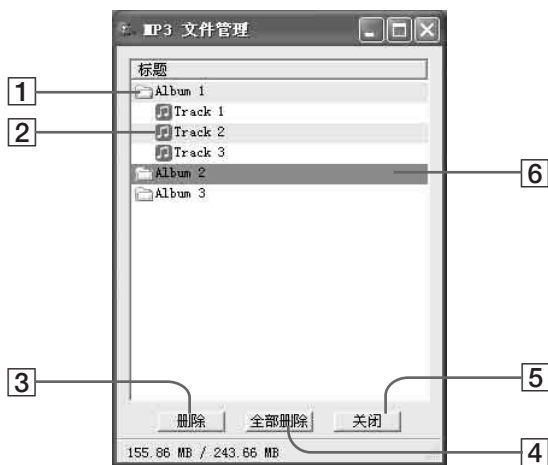 MP3 文件管理
标题
1
Album 1
Track 1
2
Track 2
Track 3
Album 2
6
Album 3
3
5
删除
全部删除
关闭
4
155.86 MB / 243.66 MB